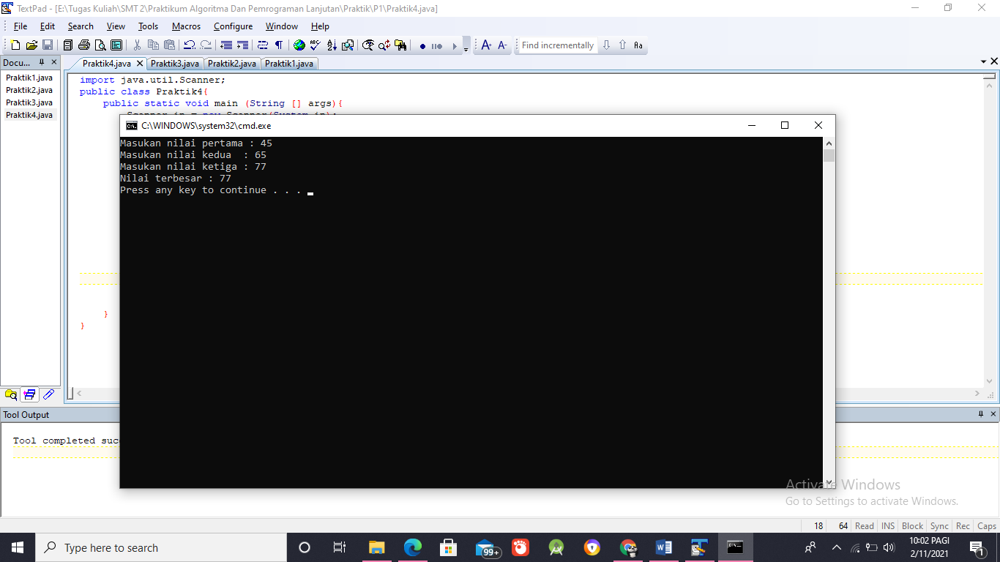 TextPad - [E:\Tugas Kuliah\SMT 2\Praktikum Algoritma Dan Pemrograman Lanjutan\Praktik\P1\Praktik4.java]
File Edit Search View Tools Macros Configure Window Help
Find incrementally Aa
Docu...
Praktik4.java Praktik3.java Praktik2.java Praktik1.java
Praktik1.java
Praktik2.java
Praktik3.java
Praktik4.java
import java.util.Scanner;
public class Praktik4{
public static void main (String [] args){
C:\WINDOWS\system32\cmd.exe
Masukan nilai pertama : 45
Masukan nilai kedua  : 65
Masukan nilai ketiga : 77
Nilai terbesar : 77
Press any key to continue . . .
}
}
Tool Output
Tool completed suc
Activate Windows
Go to Settings to activate Windows.
18 64 Read INS Block Sync Rec Caps
Type here to search
99+
10:02 PAGI
2/11/2021
1